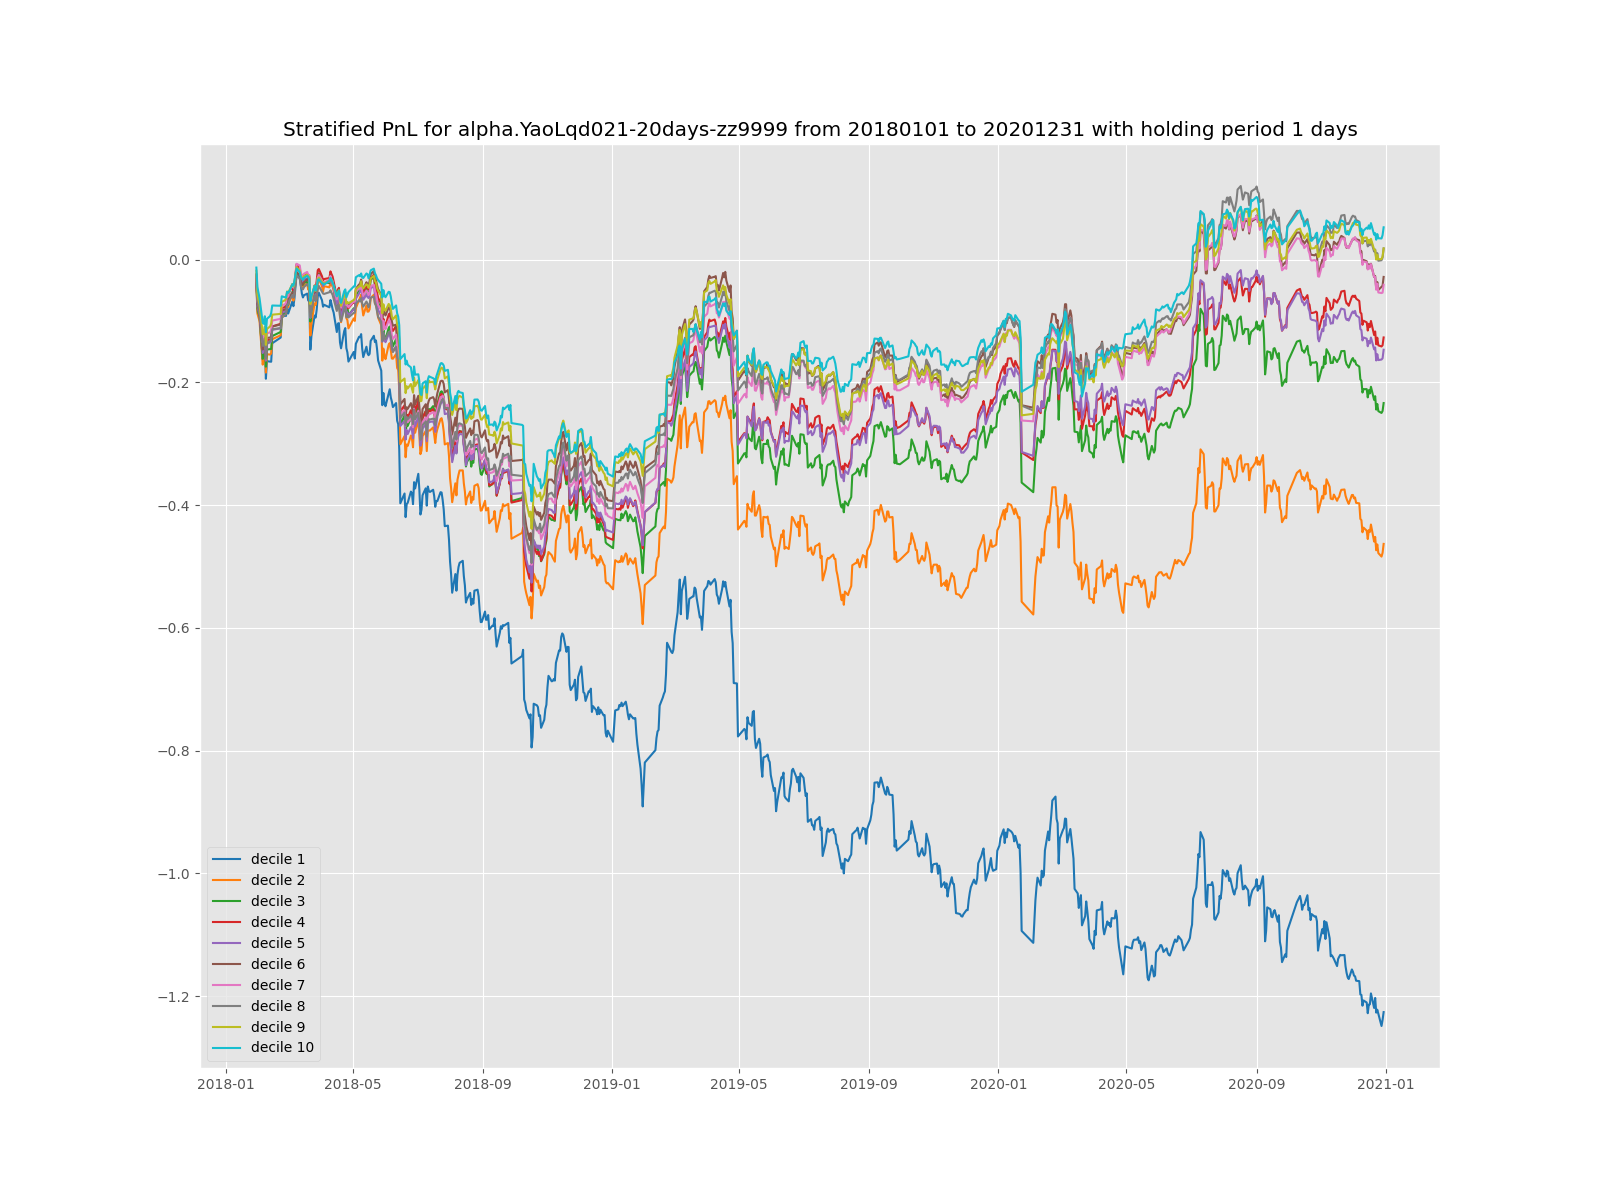 Stratified PnL for alpha.YaoLqd021-20days-zz9999 from 20180101 to 20201231 with holding period 1 days
0.0
−0.2
−0.4
−0.6
−0.8
−1.0
−1.2
decile 1
decile 2
decile 3
decile 4
decile 5
decile 6
decile 7
decile 8
decile 9
decile 10
2018-01 2018-05 2018-09 2019-01 2019-05 2019-09 2020-01 2020-05 2020-09 2021-01